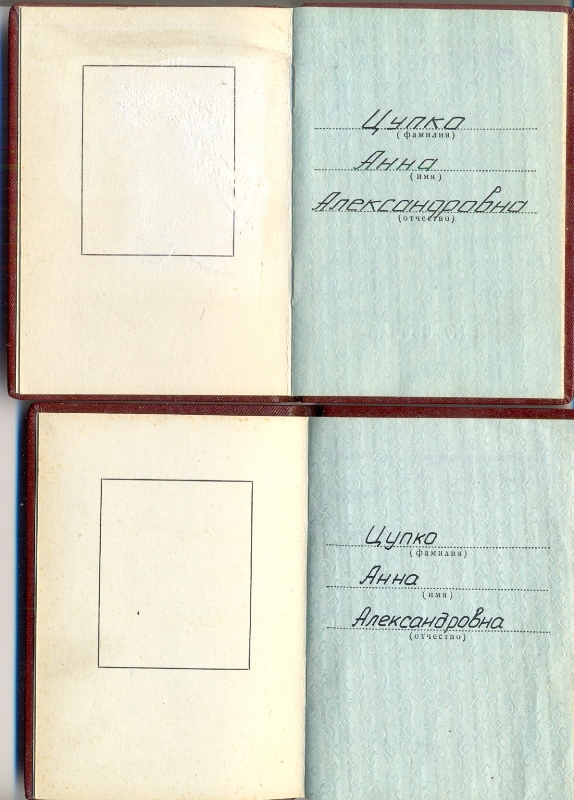 Цупко
(фамилия)
Анна
(имя)
Александровна
(отчество)
Цупко
(фамилия)
Анна
(имя)
Александровна
(отчество)